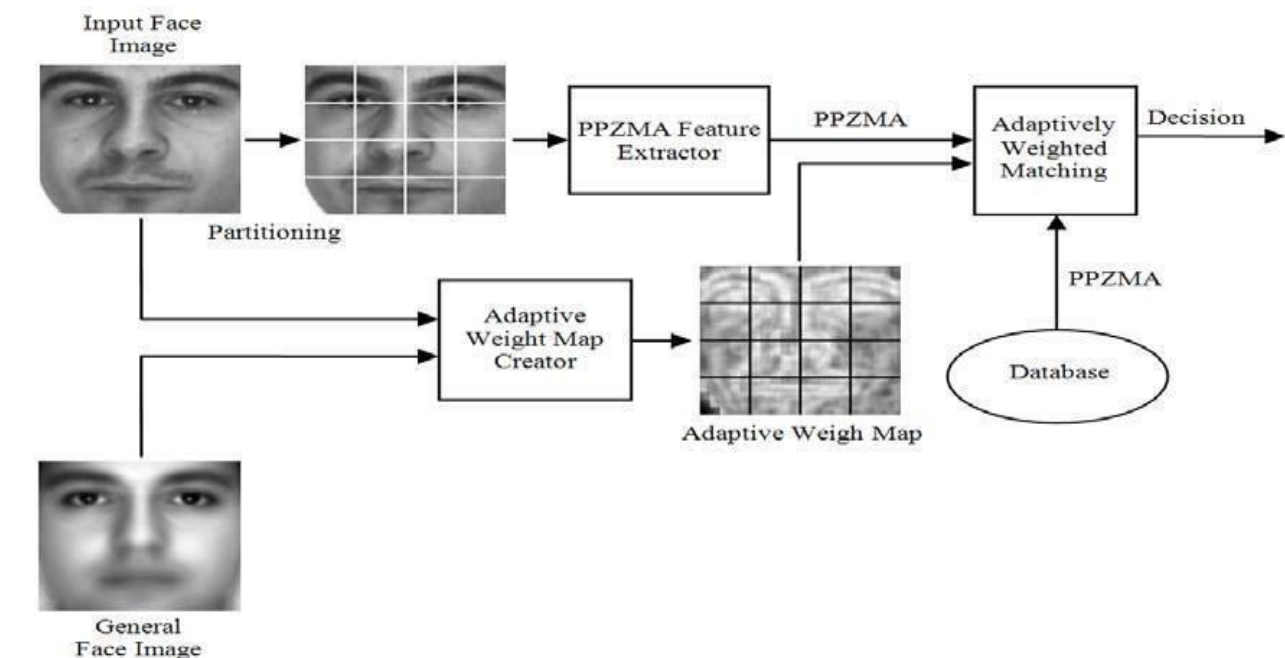 Input Face
Image
Partitioning
PPZMA Feature
Extractor
PPZMA
Adaptively
Weighted
Matching
Decision
Adaptive
Weight Map
Creator
Adaptive Weigh Map
PPZMA
Database
General
Face Image